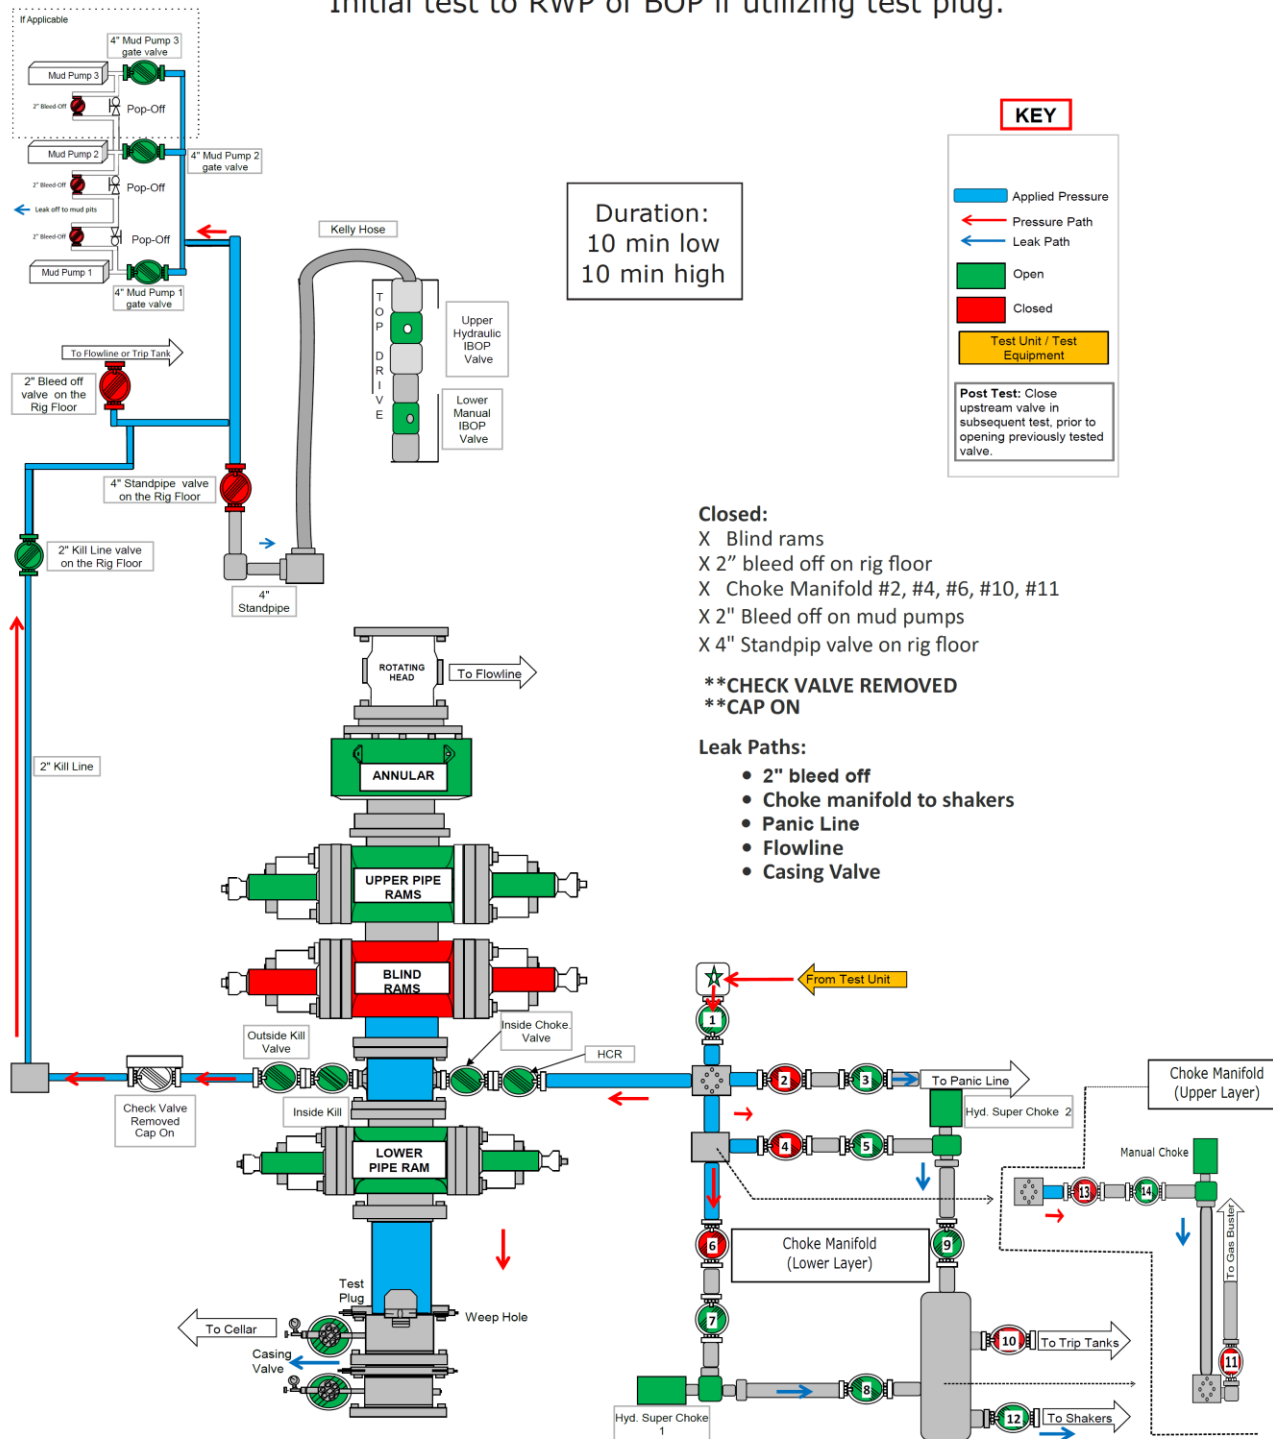 Initial test to RWP of BOP if utilizing test plug.
If Applicable
4" Mud Pump 3
gate valve
Mud Pump 3
2" Bleed-Off
Pop-Off
Mud Pump 2
4" Mud Pump 2
gate valve
2" Bleed-Off
Pop-Off
Leak off to mud pits
2" Bleed-Off
Pop-Off
Mud Pump 1
4" Mud Pump 1
gate valve
KEY
Applied Pressure
Pressure Path
Leak Path
Open
Closed
Test Unit / Test
Equipment
Post Test: Close
upstream valve in
subsequent test, prior to
opening previously tested
valve.
Duration:
10 min low
10 min high
Kelly Hose
TOP DRIVE
Upper
Hydraulic
IBOP
Valve
Lower
Manual
IBOP
Valve
To Flowline or Trip Tank
2" Bleed off
valve on the
Rig Floor
4" Standpipe valve
on the Rig Floor
2" Kill Line valve
on the Rig Floor
4"
Standpipe
Closed:
X Blind rams
X 2” bleed off on rig floor
X Choke Manifold #2, #4, #6, #10, #11
X 2" Bleed off on mud pumps
X 4" Standpip valve on rig floor
**CHECK VALVE REMOVED
**CAP ON
Leak Paths:
• 2" bleed off
• Choke manifold to shakers
• Panic Line
• Flowline
• Casing Valve
ROTATING
HEAD
To Flowline
2" Kill Line
ANNULAR
UPPER PIPE
RAMS
BLIND
RAMS
From Test Unit
1
Inside Choke.
Valve
Outside Kill
Valve
HCR
Check Valve
Removed
Cap On
Inside Kill
2
3
To Panic Line
Hyd. Super Choke 2
Choke Manifold
(Upper Layer)
LOWER
PIPE RAM
4
5
Manual Choke
13
14
6
Choke Manifold
(Lower Layer)
9
To Gas Buster
Test
Plug
Weep Hole
To Cellar
Casing
Valve
7
10
To Trip Tanks
11
8
Hyd. Super Choke
1
12
To Shakers